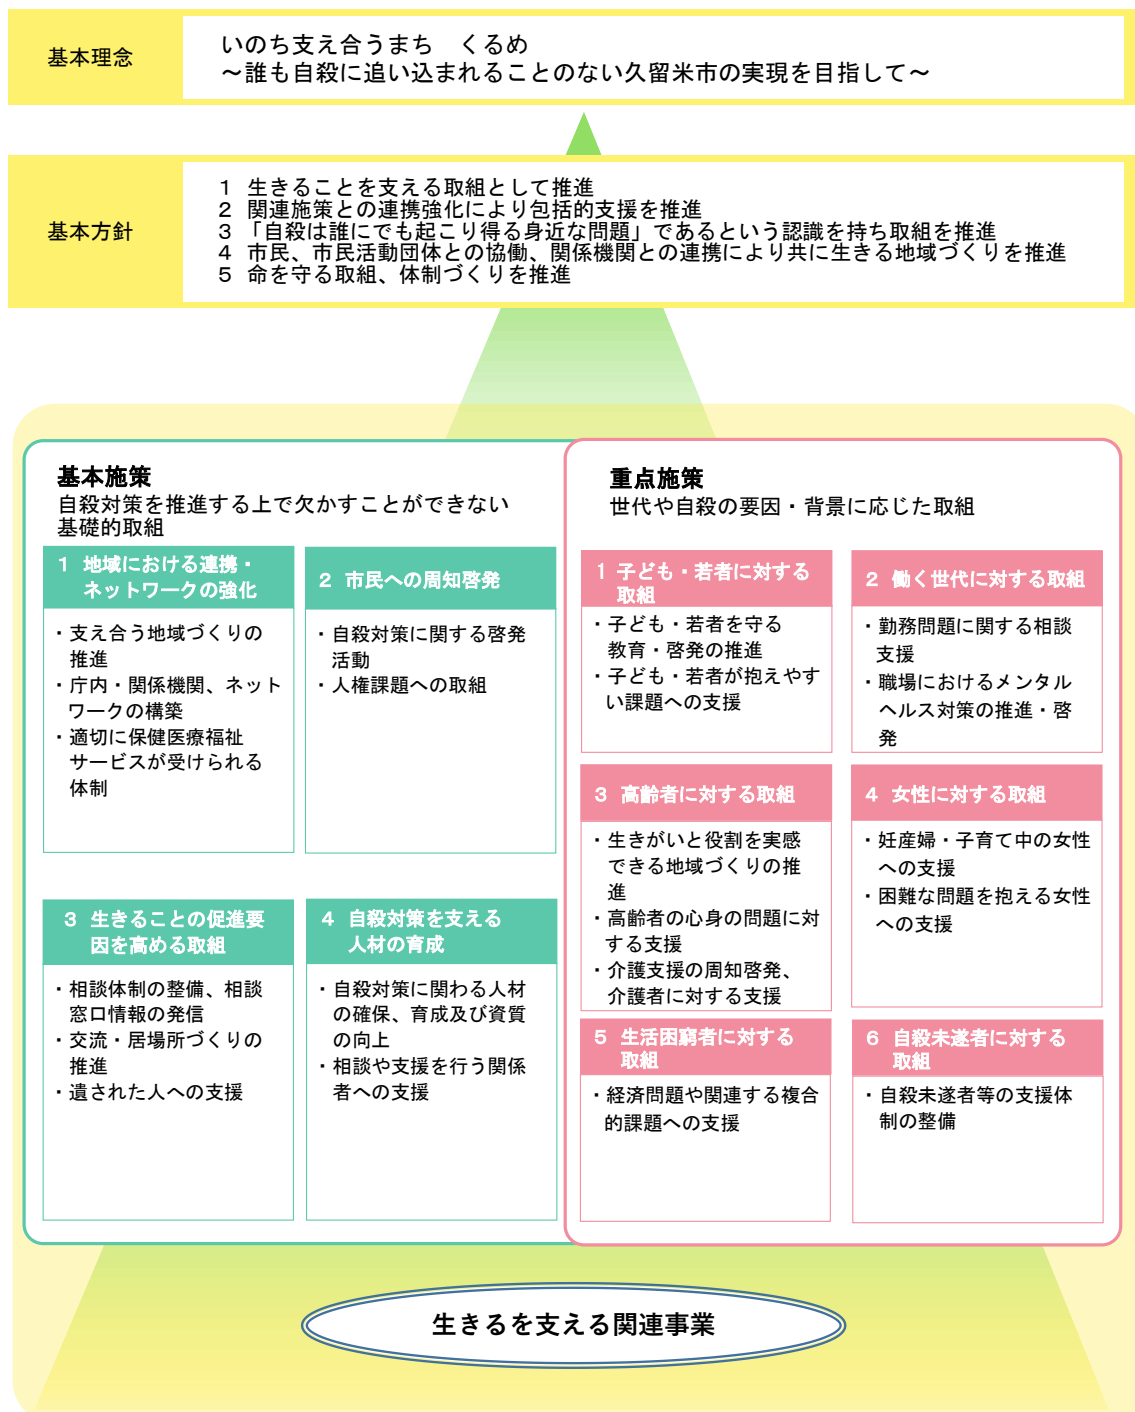 基本理念
いのち支え合うまち　くるめ
～誰も自殺に追い込まれることのない久留米市の実現を目指して～
基本方針
１ 生きることを支える取組として推進
２ 関連施策との連携強化により包括的支援を推進
３ 「自殺は誰にでも起こり得る身近な問題」であるという認識を持ち取組を推進
４ 市民、市民活動団体との協働、関係機関との連携により共に生きる地域づくりを推進
５ 命を守る取組、体制づくりを推進
基本施策
自殺対策を推進する上で欠かすことができない
基礎的取組
１ 地域における連携・
ネットワークの強化
・支え合う地域づくりの
推進
・庁内・関係機関、ネット
ワークの構築
・適切に保健医療福祉
サービスが受けられる
体制
２ 市民への周知啓発
・自殺対策に関する啓発
活動
・人権課題への取組
３ 生きることの促進要
因を高める取組
・相談体制の整備、相談
窓口情報の発信
・交流・居場所づくりの
推進
・遺された人への支援
４ 自殺対策を支える
人材の育成
・自殺対策に関わる人材
の確保、育成及び資質
の向上
・相談や支援を行う関係
者への支援
重点施策
世代や自殺の要因・背景に応じた取組
１ 子ども・若者に対する
取組
・子ども・若者を守る
教育・啓発の推進
・子ども・若者が抱えやす
い課題への支援
２ 働く世代に対する取組
・勤務問題に関する相談
支援
・職場におけるメンタル
ヘルス対策の推進・啓
発
３ 高齢者に対する取組
・生きがいと役割を実感
できる地域づくりの推
進
・高齢者の心身の問題に対
する支援
・介護支援の周知啓発、
介護者に対する支援
４ 女性に対する取組
・妊産婦・子育て中の女性
への支援
・困難な問題を抱える女性
への支援
５ 生活困窮者に対する
取組
・経済問題や関連する複合
的課題への支援
６ 自殺未遂者に対する
取組
・自殺未遂者等の支援体
制の整備
生きるを支える関連事業